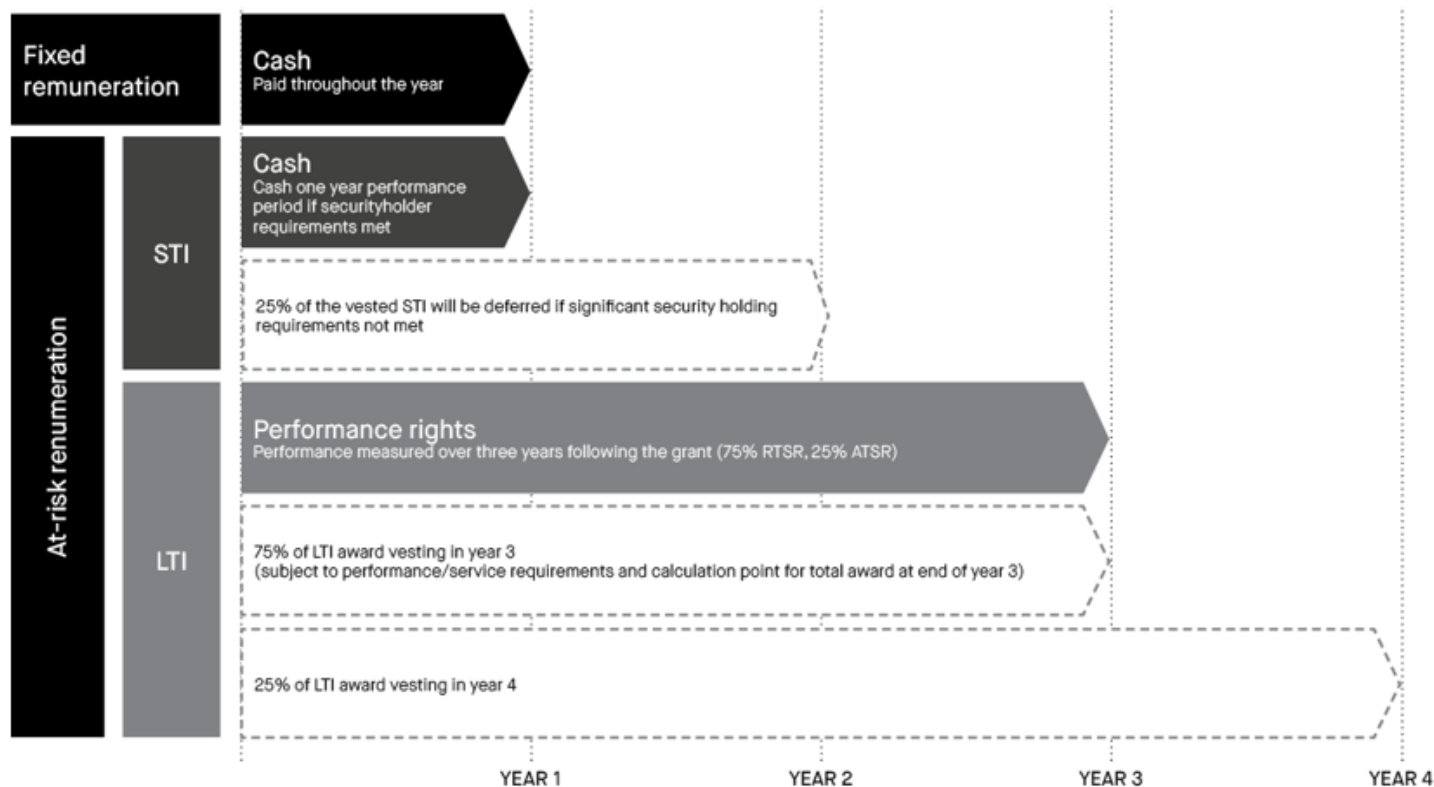 Fixed
remuneration
Cash
Paid throughout the year
At-risk renumeration
STI
Cash
Cash one year performance
period if securityholder
requirements met
25% of the vested STI will be deferred if significant security holding
requirements not met
LTI
Performance rights
Performance measured over three years following the grant (75% RTSR, 25% ATSR)
75% of LTI award vesting in year 3
(subject to performance/service requirements and calculation point for total award at end of year 3)
25% of LTI award vesting in year 4
YEAR 1
YEAR 2
YEAR 3
YEAR 4